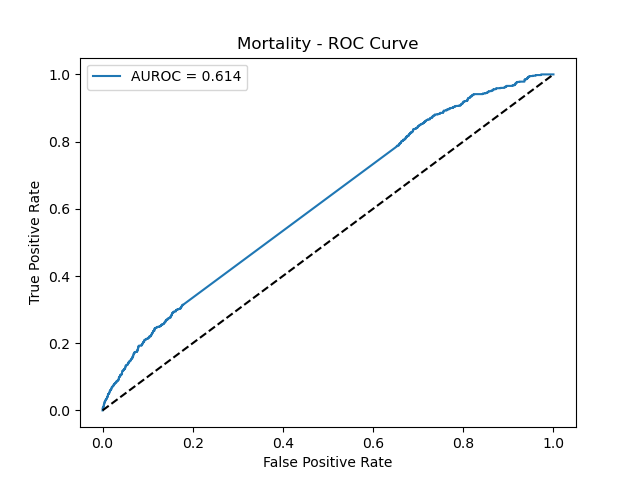 Mortality - ROC Curve
AUROC = 0.614
True Positive Rate
1.0
0.8
0.6
0.4
0.2
0.0
0.0 0.2 0.4 0.6 0.8 1.0
False Positive Rate